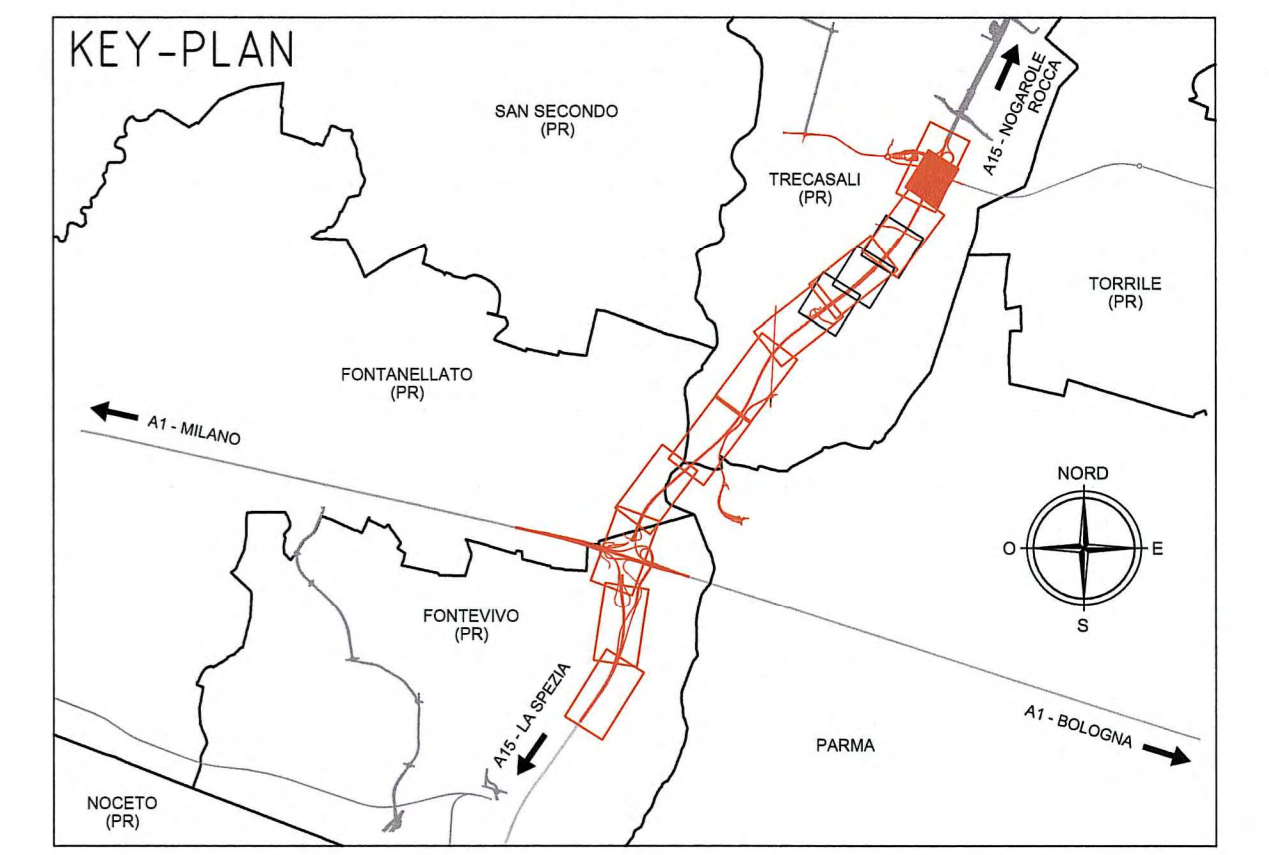 KEY-PLAN
SAN SECONDO
(PR)
A15 - NOGAROLE
ROCCA
TRECASALI
(PR)
TORRILE
(PR)
FONTANELLATO
(PR)
A1 - MILANO
NORD
O
E
S
FONTEVIVO
(PR)
A15 - LA SPEZIA
A1 - BOLOGNA
PARMA
NOCETO
(PR)